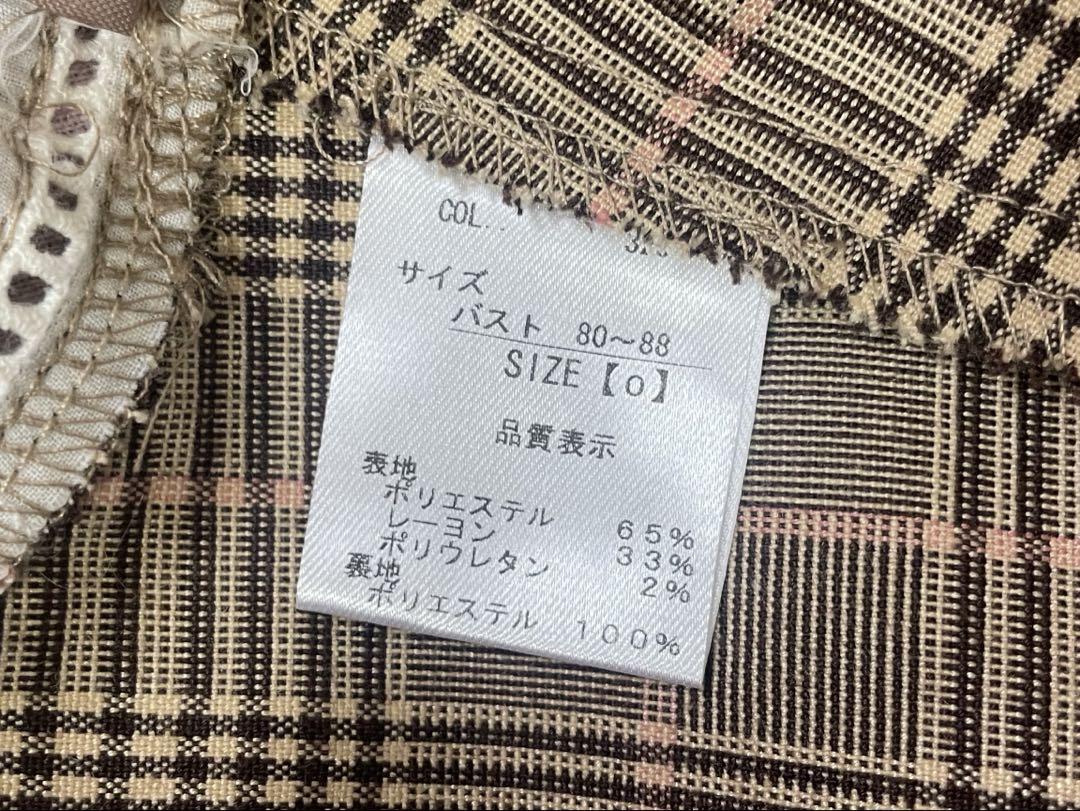 COL.
サイズ
バスト 80～88
SIZE【0】
品質表示
表地
ポリエステル 65%
レーヨン 33%
ポリウレタン 2%
裏地
ポリエステル 100%